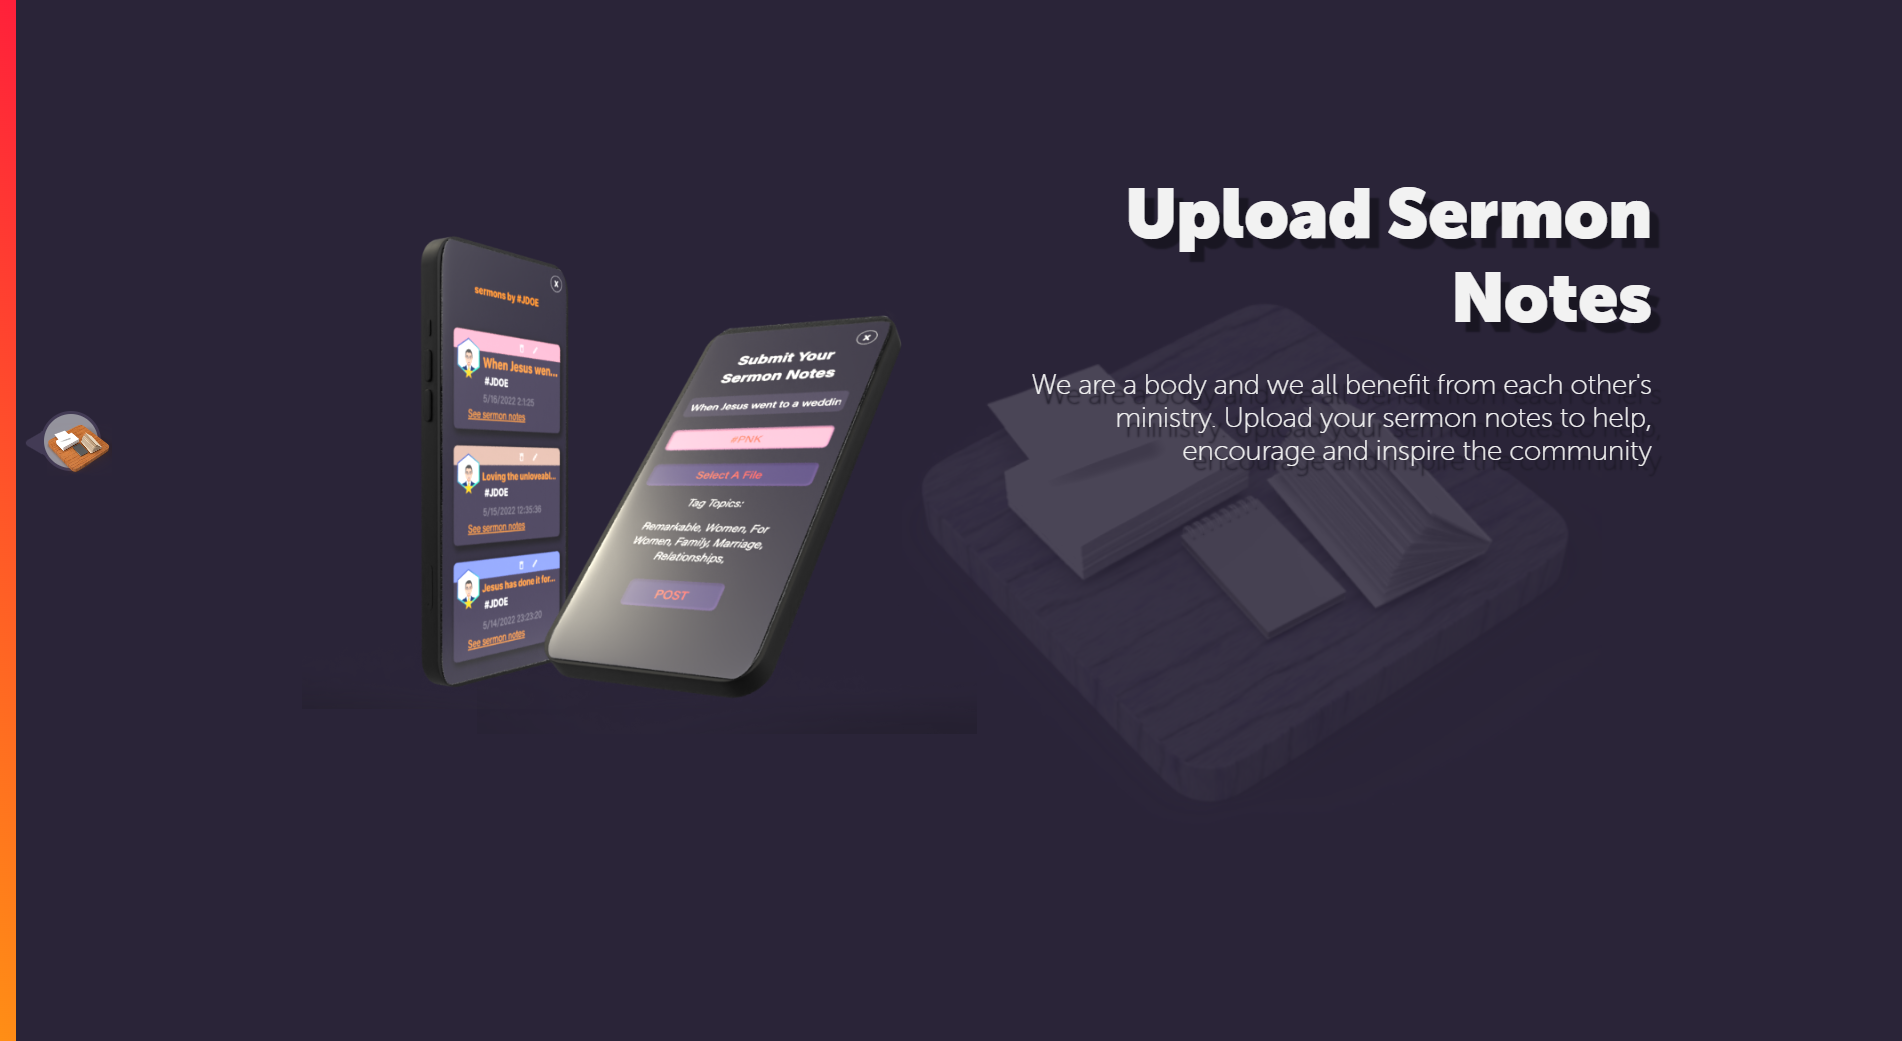 Upload Sermon
Notes
We are a body and we all benefit from each other's
ministry. Upload your sermon notes to help,
encourage and inspire the community
sermons by #JDOE
X
When Jesus wen...
#JDOE
5/16/2022 2:1:25
See sermon notes
Loving the unloveabl...
#JDOE
5/15/2022 12:35:36
See sermon notes
Jesus has done it for...
#JDOE
5/14/2022 23:23:20
See sermon notes
X
Submit Your
Sermon Notes
When Jesus went to a weddin
#PNK
Select A File
Tag Topics:
Remarkable, Women, For
Women, Family, Marriage,
Relationships,
POST